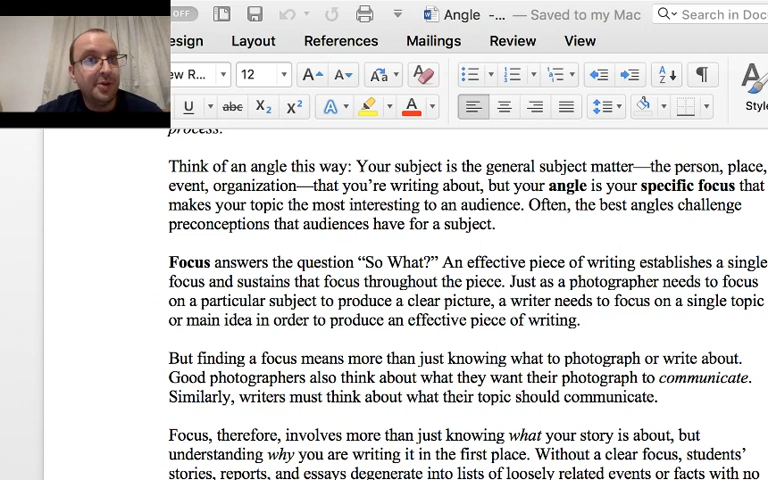 OFF
Angle -... — Saved to my Mac
Search in Doc
esign Layout References Mailings Review View
ew R... 12 A A Aa A
A Z
U abc X2 X2 A A
Style
process.
Think of an angle this way: Your subject is the general subject matter—the person, place,
event, organization—that you’re writing about, but your angle is your specific focus that
makes your topic the most interesting to an audience. Often, the best angles challenge
preconceptions that audiences have for a subject.
Focus answers the question “So What?” An effective piece of writing establishes a single
focus and sustains that focus throughout the piece. Just as a photographer needs to focus
on a particular subject to produce a clear picture, a writer needs to focus on a single topic
or main idea in order to produce an effective piece of writing.
But finding a focus means more than just knowing what to photograph or write about.
Good photographers also think about what they want their photograph to communicate.
Similarly, writers must think about what their topic should communicate.
Focus, therefore, involves more than just knowing what your story is about, but
understanding why you are writing it in the first place. Without a clear focus, students’
stories, reports, and essays degenerate into lists of loosely related events or facts with no